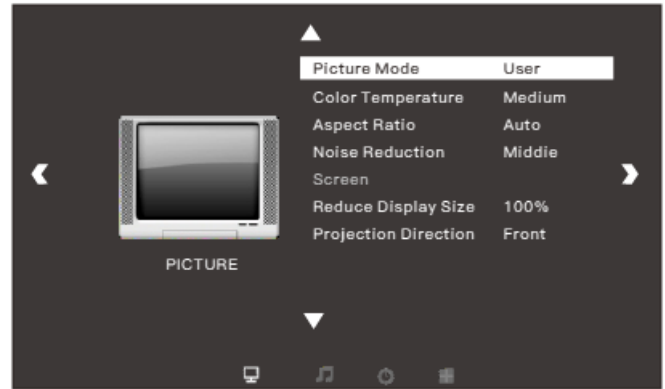 Picture Mode User
Color Temperature Medium
Aspect Ratio Auto
Noise Reduction Middie
Screen
Reduce Display Size 100%
Projection Direction Front
PICTURE